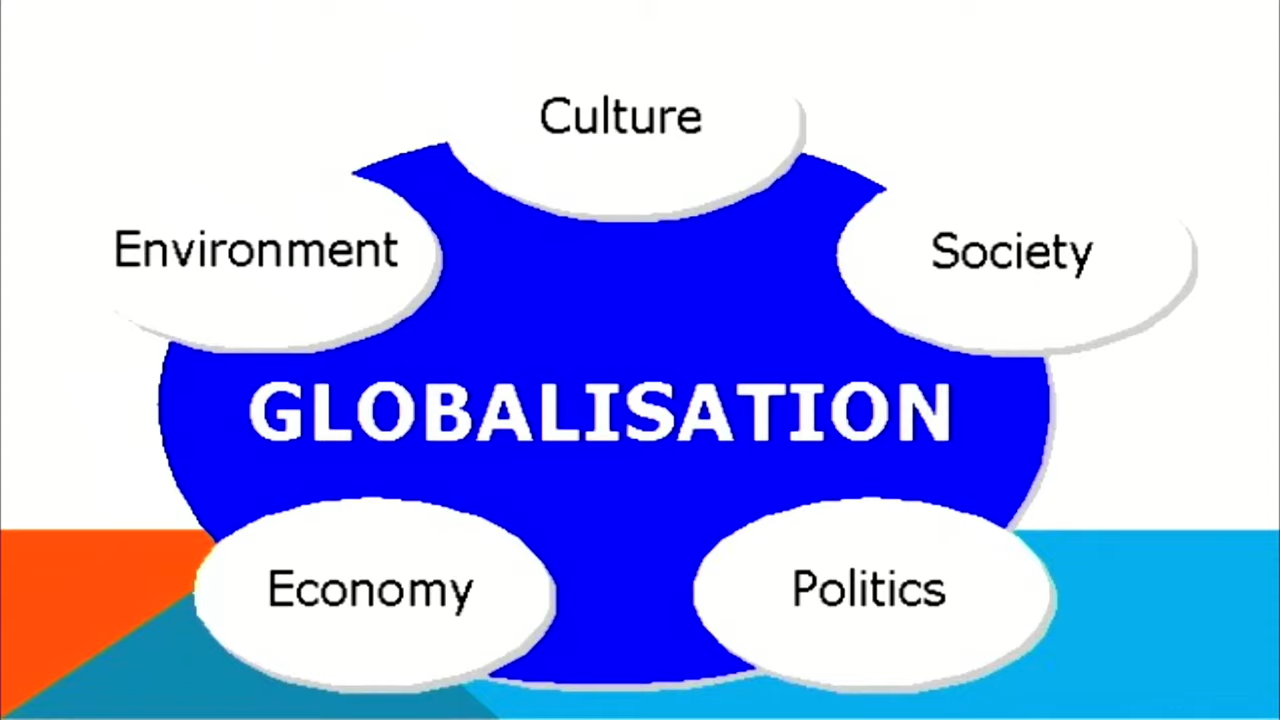 Culture
Environment
Society
GLOBALISATION
Economy
Politics